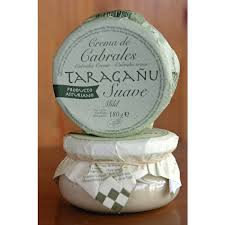 Crema de
Cabrales
TARAGAÑU
PRODUCTO
ASTURIANO
Suave
Mild
180 g e